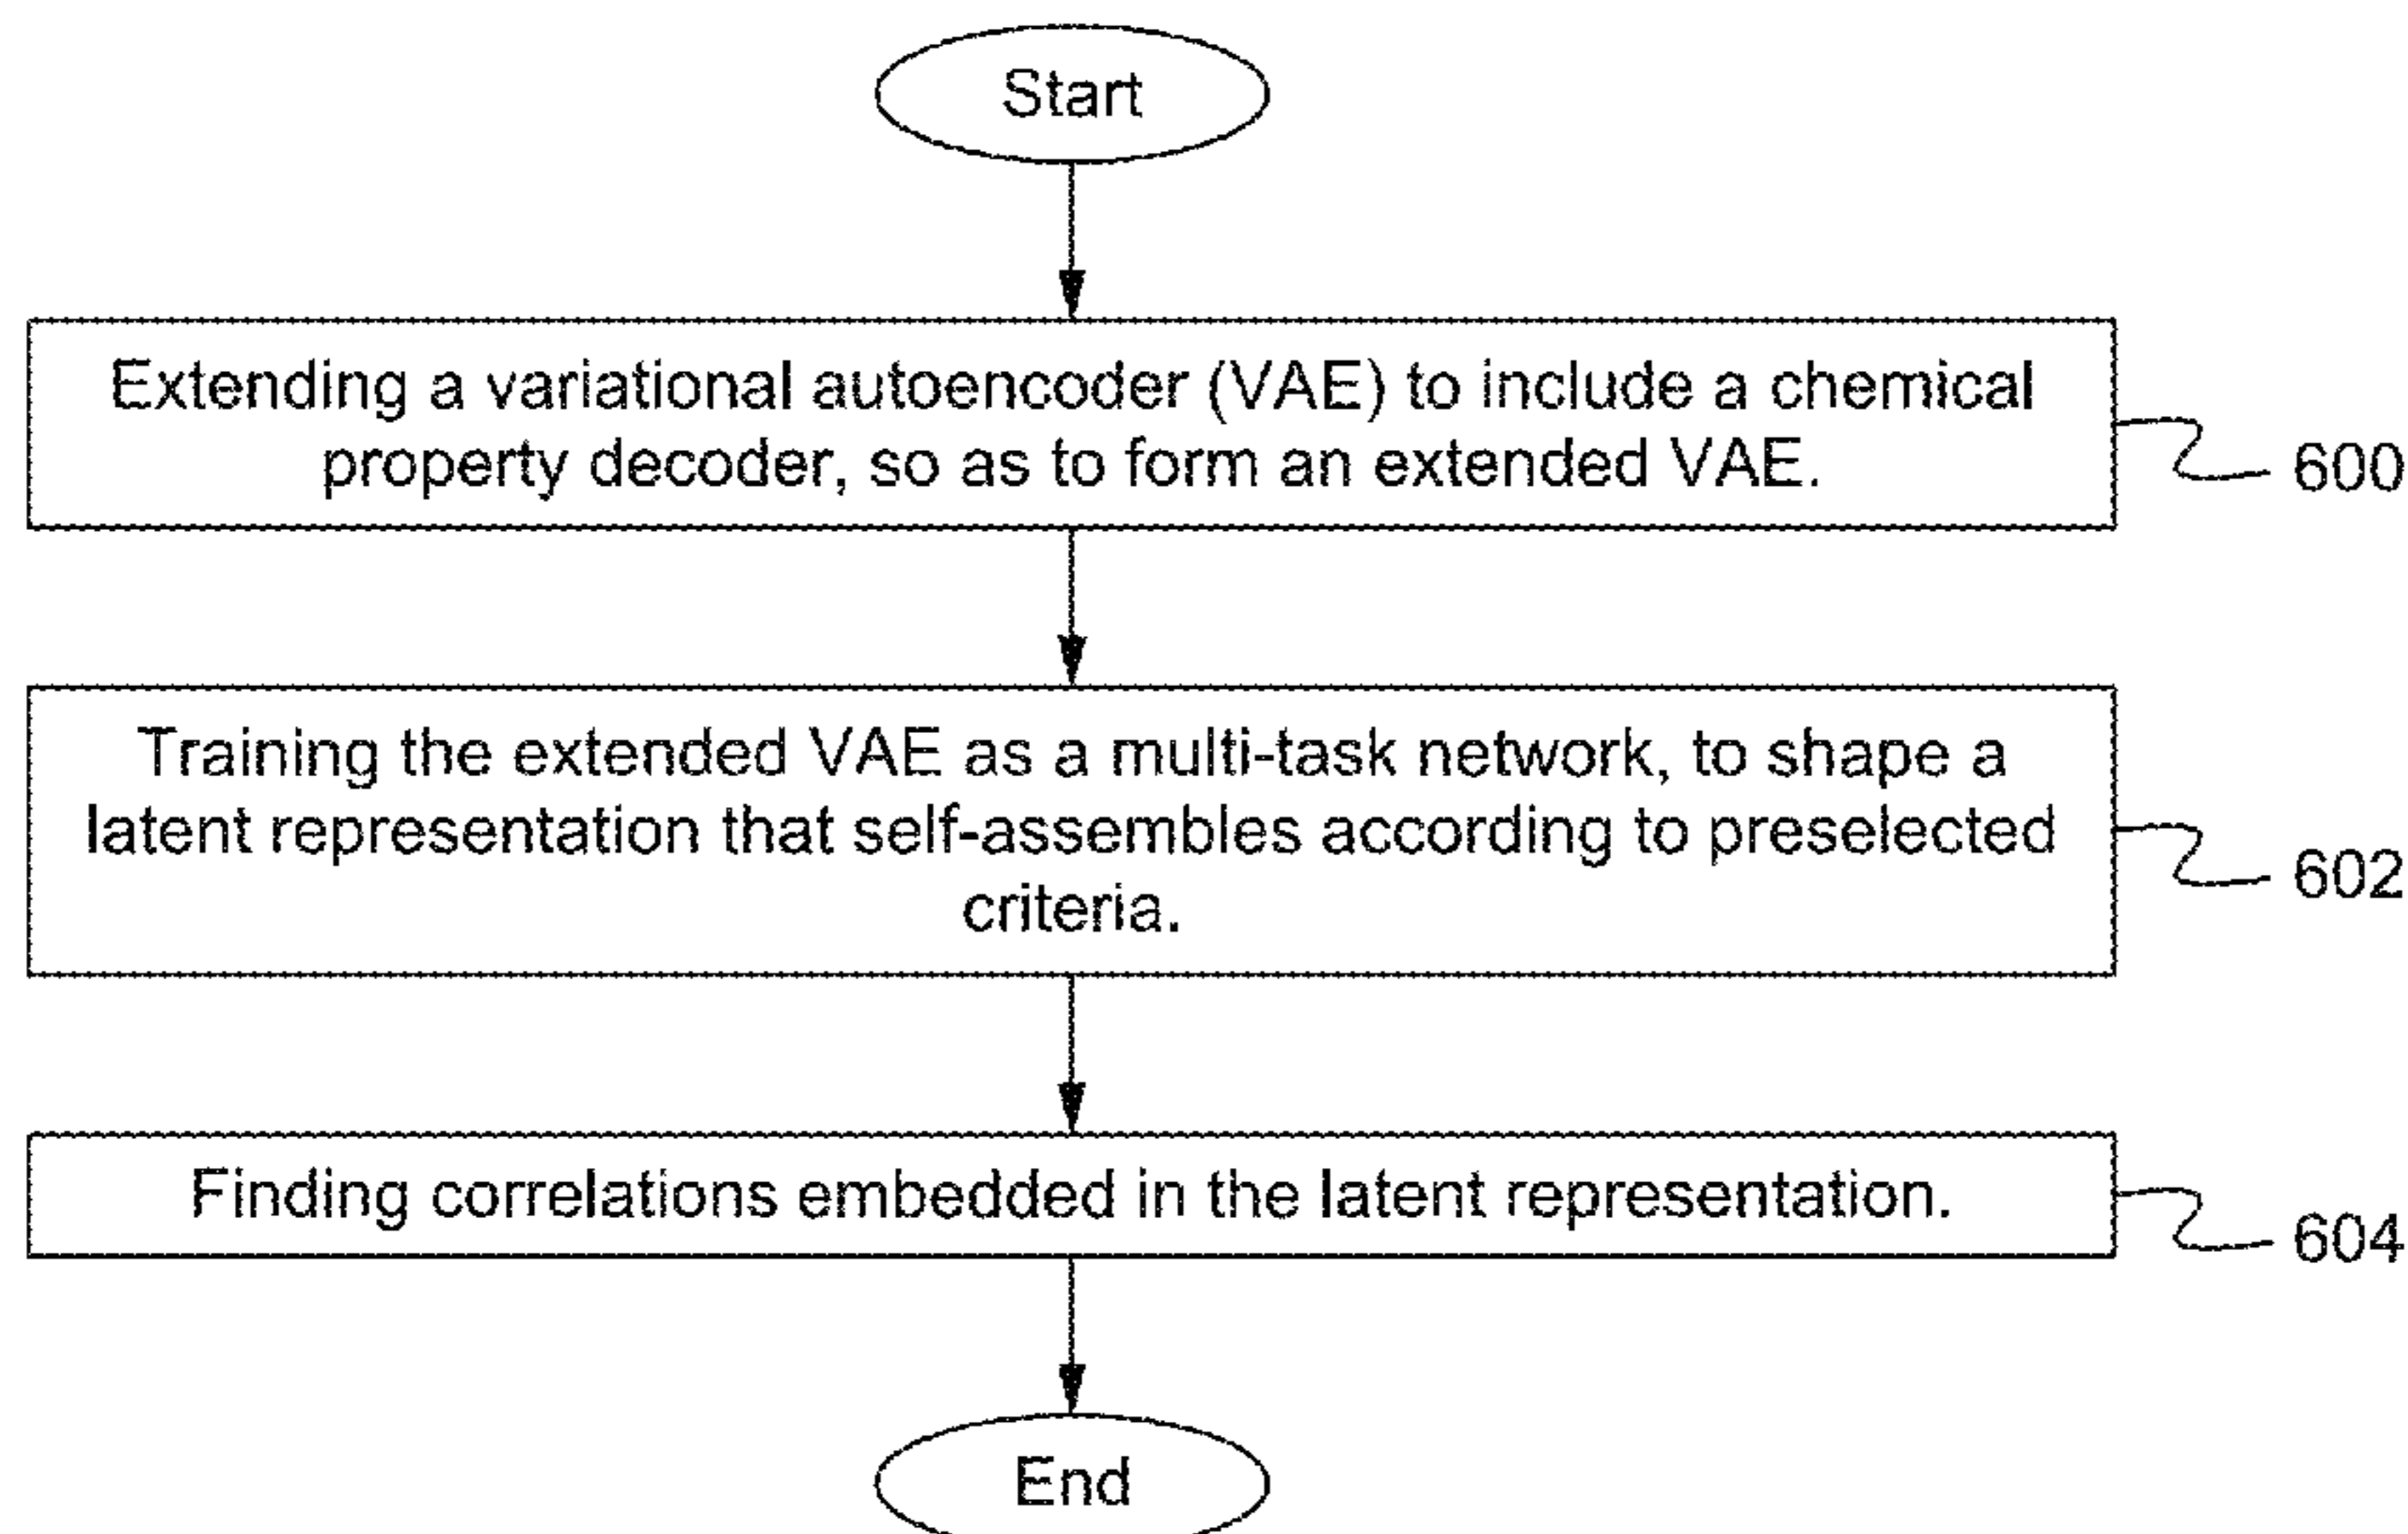 Start
Extending a variational autoencoder (VAE) to include a chemical
property decoder, so as to form an extended VAE.
600
Training the extended VAE as a multi-task network, to shape a
latent representation that self-assembles according to preselected
criteria.
602
Finding correlations embedded in the latent representation.
604
End